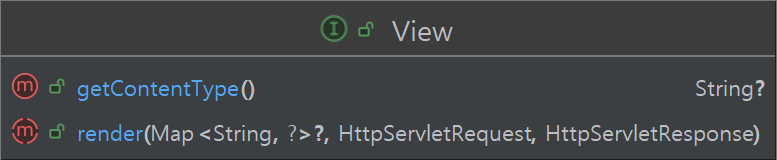 I View
m getContentType() String?
m render(Map <String, ?>?, HttpServletRequest, HttpServletResponse)